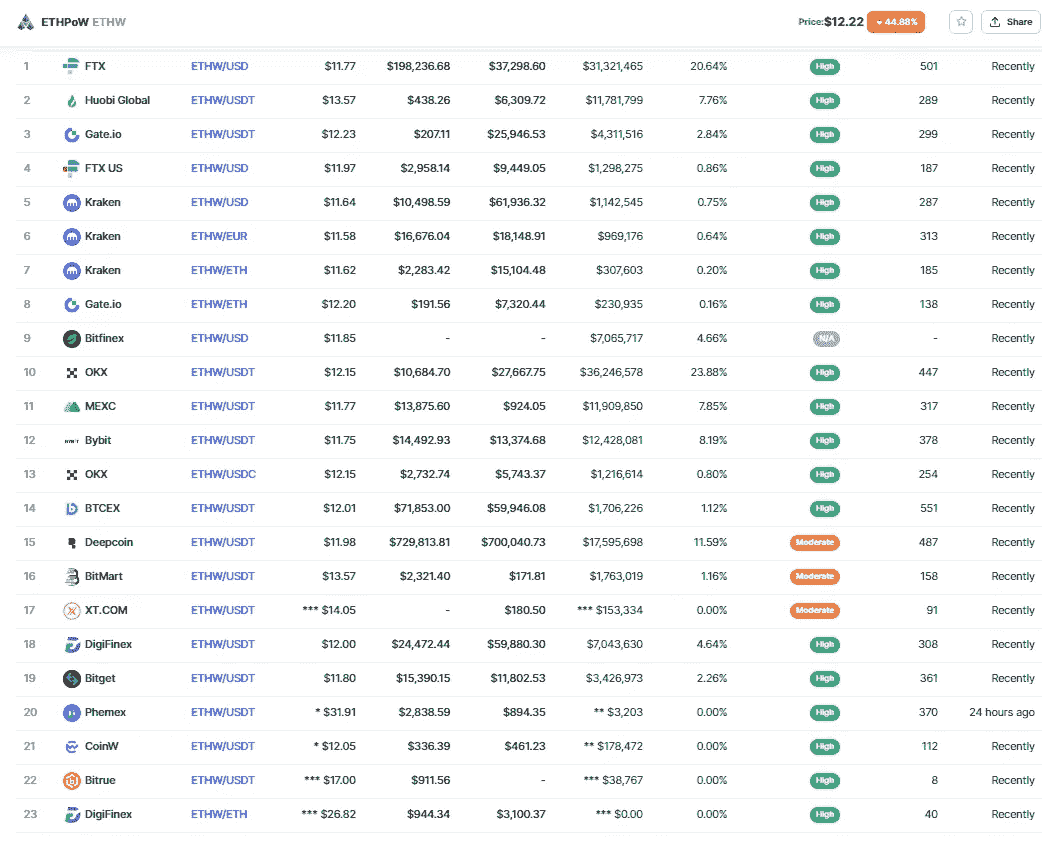 ETHPoW ETHW Price: $12.22 44.88% Share
1 FTX ETHW/USD $11.77 $198,236.68 $37,298.60 $31,321,465 20.64% High 501 Recently
2 Huobi Global ETHW/USDT $13.57 $438.26 $6,309.72 $11,781,799 7.76% High 289 Recently
3 Gate.io ETHW/USDT $12.23 $207.11 $25,946.53 $4,311,516 2.84% High 299 Recently
4 FTX US ETHW/USD $11.97 $2,958.14 $9,449.05 $1,298,275 0.86% High 187 Recently
5 Kraken ETHW/USD $11.64 $10,498.59 $61,936.32 $1,142,545 0.75% High 287 Recently
6 Kraken ETHW/EUR $11.58 $16,676.04 $18,148.91 $969,176 0.64% High 313 Recently
7 Kraken ETHW/ETH $11.62 $2,283.42 $15,104.48 $307,603 0.20% High 185 Recently
8 Gate.io ETHW/ETH $12.20 $191.56 $7,320.44 $230,935 0.16% High 138 Recently
9 Bitfinex ETHW/USD $11.85 - - $7,065,717 4.66% N/A - Recently
10 OKX ETHW/USDT $12.15 $10,684.70 $27,667.75 $36,246,578 23.88% High 447 Recently
11 MEXC ETHW/USDT $11.77 $13,875.60 $924.05 $11,909,850 7.85% High 317 Recently
12 BYBIT Bybit ETHW/USDT $11.75 $14,492.93 $13,374.68 $12,428,081 8.19% High 378 Recently
13 OKX ETHW/USDC $12.15 $2,732.74 $5,743.37 $1,216,614 0.80% High 254 Recently
14 BTCEX ETHW/USDT $12.01 $71,853.00 $59,946.08 $1,706,226 1.12% High 551 Recently
15 Deepcoin ETHW/USDT $11.98 $729,813.81 $700,040.73 $17,595,698 11.59% Moderate 487 Recently
16 BitMart ETHW/USDT $13.57 $2,321.40 $171.81 $1,763,019 1.16% Moderate 158 Recently
17 XT.COM ETHW/USDT *** $14.05 - $180.50 *** $153,334 0.00% Moderate 91 Recently
18 DigiFinex ETHW/USDT $12.00 $24,472.44 $59,880.30 $7,043,630 4.64% High 308 Recently
19 Bitget ETHW/USDT $11.80 $15,390.15 $11,802.53 $3,426,973 2.26% High 361 Recently
20 Phemex ETHW/USDT * $31.91 $2,838.59 $894.35 ** $3,203 0.00% High 370 24 hours ago
21 CoinW ETHW/USDT * $12.05 $336.39 $461.23 ** $178,472 0.00% High 112 Recently
22 Bitrue ETHW/USDT *** $17.00 $911.56 - *** $38,767 0.00% High 8 Recently
23 DigiFinex ETHW/ETH *** $26.82 $944.34 $3,100.37 *** $0.00 0.00% High 40 Recently